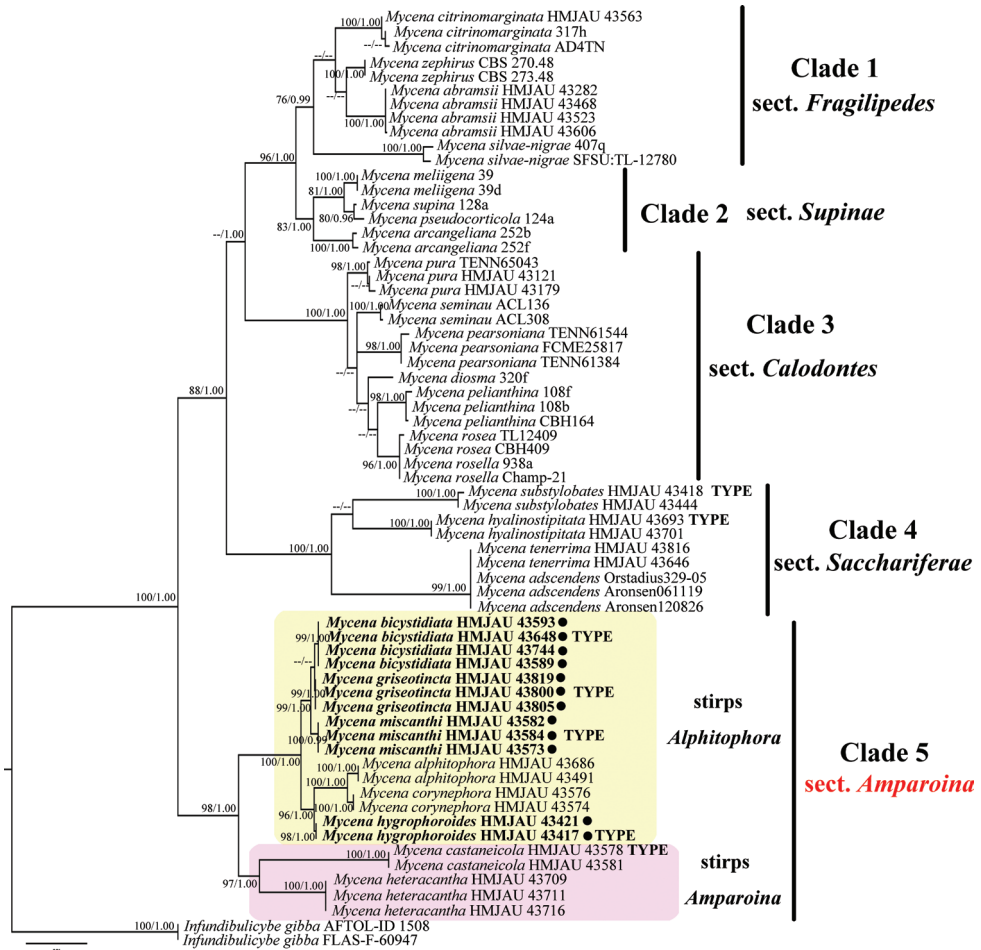 100/1.00 Mycena citrinomarginata HMJAU 43563
Mycena citrinomarginata 317h
--/-- Mycena citrinomarginata AD4TN
--/--
Mycena zephirus CBS 270.48
100/1.00 Mycena zephirus CBS 273.48
--/--
Mycena abramsii HMJAU 43282
Mycena abramsii HMJAU 43468
Mycena abramsii HMJAU 43523
100/1.00 Mycena abramsii HMJAU 43606
76/0.99
100/1.00 Mycena silvae-nigrae 407q
Mycena silvae-nigrae SFSU:TL-12780
Clade 1
sect. Fragilipedes
96/1.00
100/1.00 Mycena meliigena 39
81/1.00 Mycena meliigena 39d
Mycena supina 128a
80/0.96 Mycena pseudocorticola 124a
83/1.00
Mycena arcangeliana 252b
100/1.00 Mycena arcangeliana 252f
Clade 2 sect. Supinae
--/1.00
Mycena pura TENN65043
98/1.00 Mycena pura HMJAU 43121
--/-- Mycena pura HMJAU 43179
100/1.00 Mycena seminau ACL136
100/1.00
Mycena seminau ACL308
Mycena pearsoniana TENN61544
98/1.00 Mycena pearsoniana FCME25817
Mycena pearsoniana TENN61384
--/--
Mycena diosma 320f
Mycena pelianthina 108f
98/1.00
--/-- Mycena pelianthina 108b
Mycena pelianthina CBH164
--/-- Mycena rosea TL12409
Mycena rosea CBH409
96/1.00 Mycena rosella 938a
Mycena rosella Champ-21
Clade 3
sect. Calodontes
88/1.00
100/1.00 Mycena substylobates HMJAU 43418 TYPE
--/-- Mycena substylobates HMJAU 43444
100/1.00 Mycena hyalinostipitata HMJAU 43693 TYPE
Mycena hyalinostipitata HMJAU 43701
100/1.00 Mycena tenerrima HMJAU 43816
Mycena tenerrima HMJAU 43646
Mycena adscendens Orstadius329-05
99/1.00 Mycena adscendens Aronsen061119
Mycena adscendens Aronsen120826
Clade 4
sect. Sacchariferae
100/1.00
Mycena bicystidiata HMJAU 43593●
99/1.00 Mycena bicystidiata HMJAU 43648● TYPE
Mycena bicystidiata HMJAU 43744●
--/-- Mycena bicystidiata HMJAU 43589●
Mycena griseotincta HMJAU 43819●
99/1.00 Mycena griseotincta HMJAU 43800● TYPE
99/1.00 Mycena griseotincta HMJAU 43805●
Mycena miscanthi HMJAU 43582●
100/0.99 Mycena miscanthi HMJAU 43584● TYPE
Mycena miscanthi HMJAU 43573●
100/1.00
100/1.00 Mycena alphitophora HMJAU 43686
Mycena alphitophora HMJAU 43491
100/1.00
Mycena corynephora HMJAU 43576
100/1.00 Mycena corynephora HMJAU 43574
96/1.00 Mycena hygrophoroides HMJAU 43421●
98/1.00 Mycena hygrophoroides HMJAU 43417●TYPE
stirps
Alphitophora
98/1.00
100/1.00 Mycena castaneicola HMJAU 43578 TYPE
Mycena castaneicola HMJAU 43581
97/1.00 Mycena heteracantha HMJAU 43709
100/1.00 Mycena heteracantha HMJAU 43711
Mycena heteracantha HMJAU 43716
stirps
Amparoina
Clade 5
sect. Amparoina
100/1.00 Infundibulicybe gibba AFTOL-ID 1508
Infundibulicybe gibba FLAS-F-60947